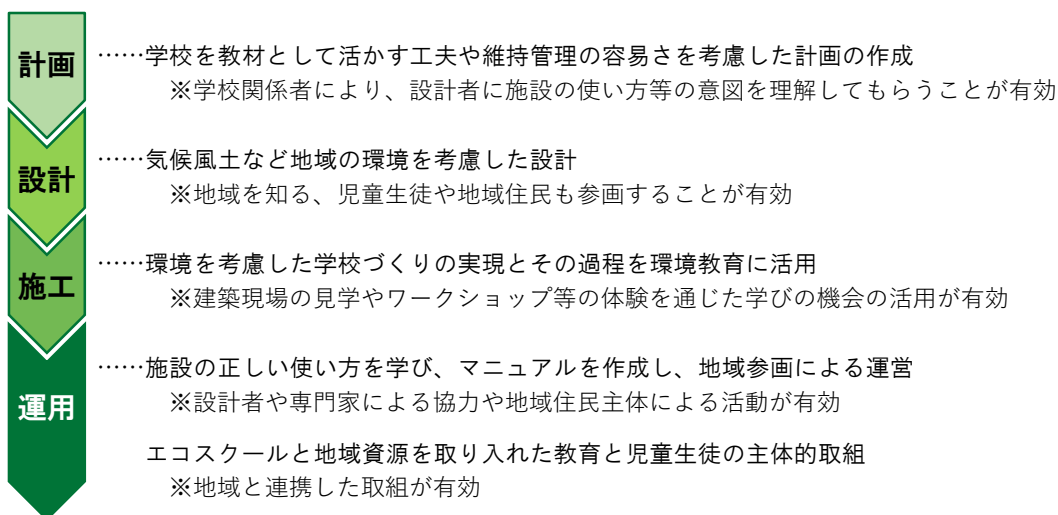 計画
……学校を教材として活かす工夫や維持管理の容易さを考慮した計画の作成
※学校関係者により、設計者に施設の使い方等の意図を理解してもらうことが有効
設計
……気候風土など地域の環境を考慮した設計
※地域を知る、児童生徒や地域住民も参画することが有効
施工
……環境を考慮した学校づくりの実現とその過程を環境教育に活用
※建築現場の見学やワークショップ等の体験を通じた学びの機会の活用が有効
運用
……施設の正しい使い方を学び、マニュアルを作成し、地域参画による運営
※設計者や専門家による協力や地域住民主体による活動が有効
エコスクールと地域資源を取り入れた教育と児童生徒の主体的取組
※地域と連携した取組が有効